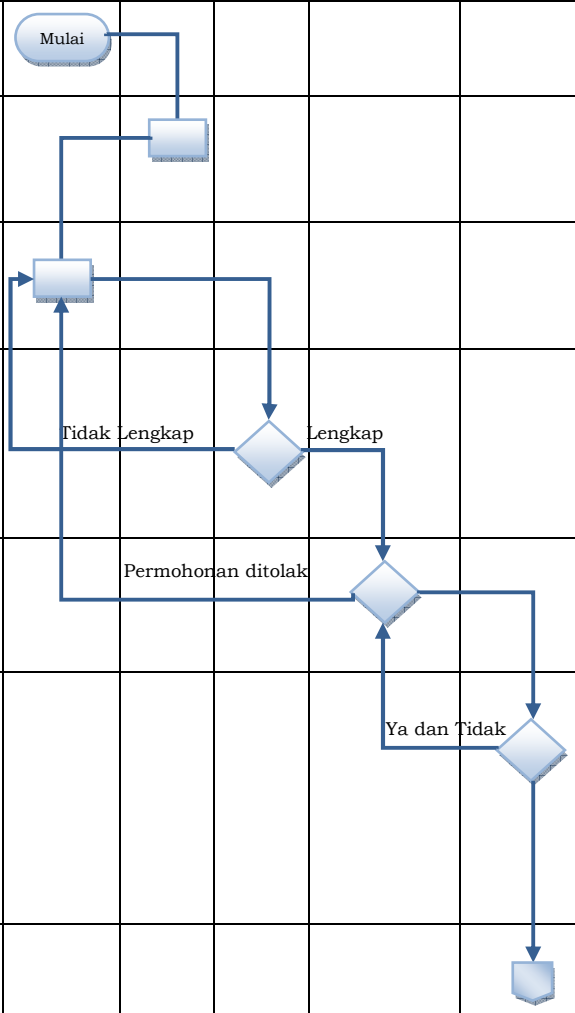 Mulai
Tidak Lengkap
Lengkap
Permohonan ditolak
Ya dan Tidak